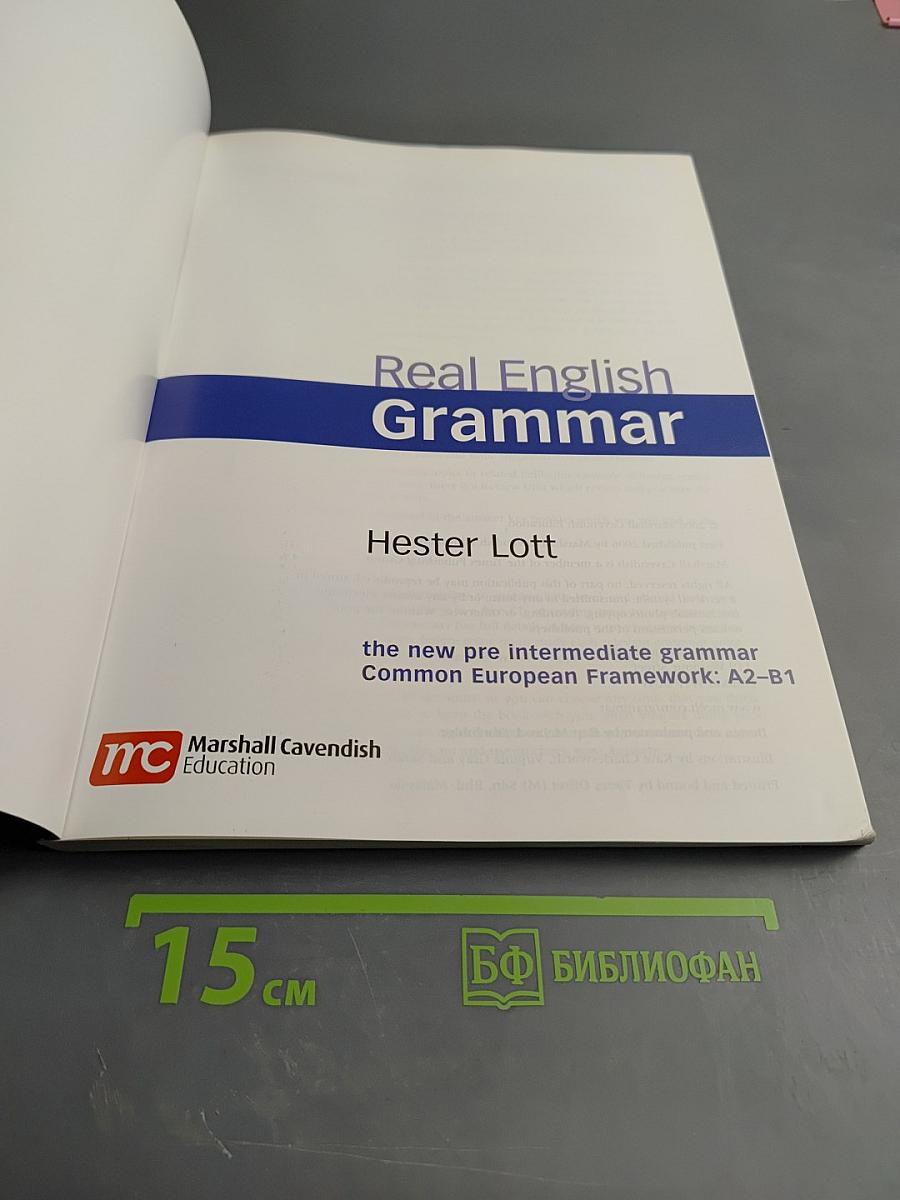 Real English
Grammar
Hester Lott
the new pre intermediate grammar
Common European Framework: A2–B1
mc
Marshall Cavendish
Education
15 см
БФ
БИБЛИОФАН